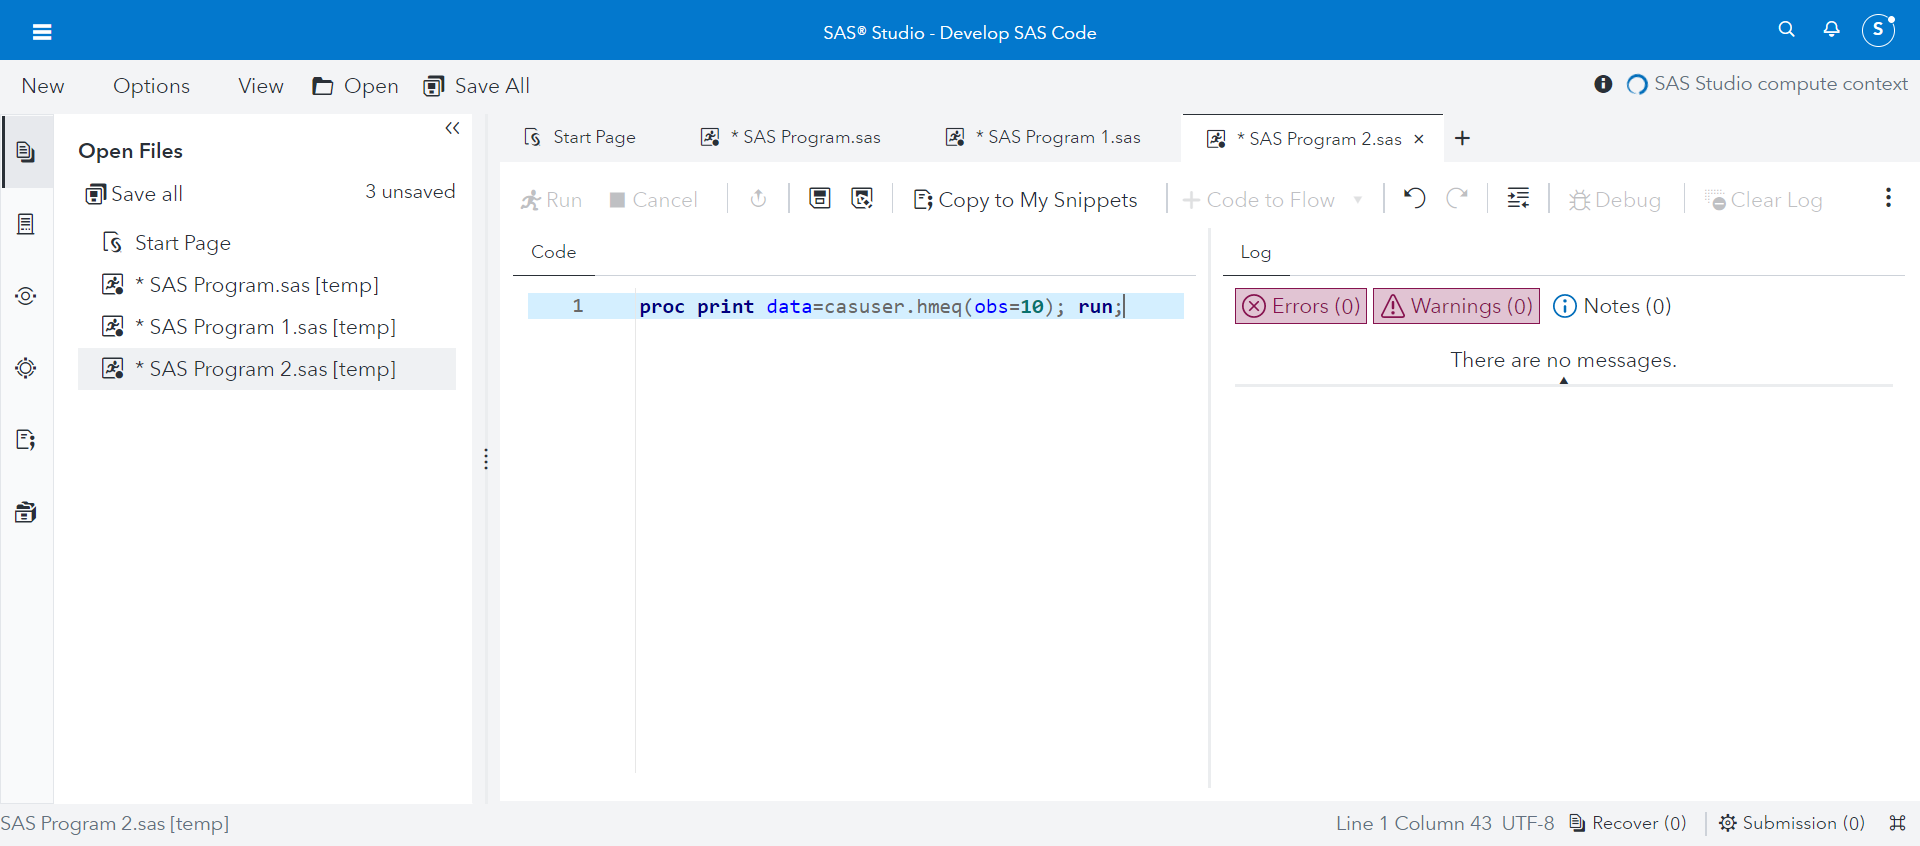 SAS® Studio - Develop SAS Code
S
New Options View Open Save All
SAS Studio compute context
Open Files
Save all 3 unsaved
Start Page
* SAS Program.sas [temp]
* SAS Program 1.sas [temp]
* SAS Program 2.sas [temp]
Start Page * SAS Program.sas * SAS Program 1.sas * SAS Program 2.sas
Run Cancel Copy to My Snippets Code to Flow Debug Clear Log
Code
1 proc print data=casuser.hmeq(obs=10); run;
Log
Errors (0) Warnings (0) Notes (0)
There are no messages.
SAS Program 2.sas [temp]
Line 1 Column 43 UTF-8 Recover (0) Submission (0)